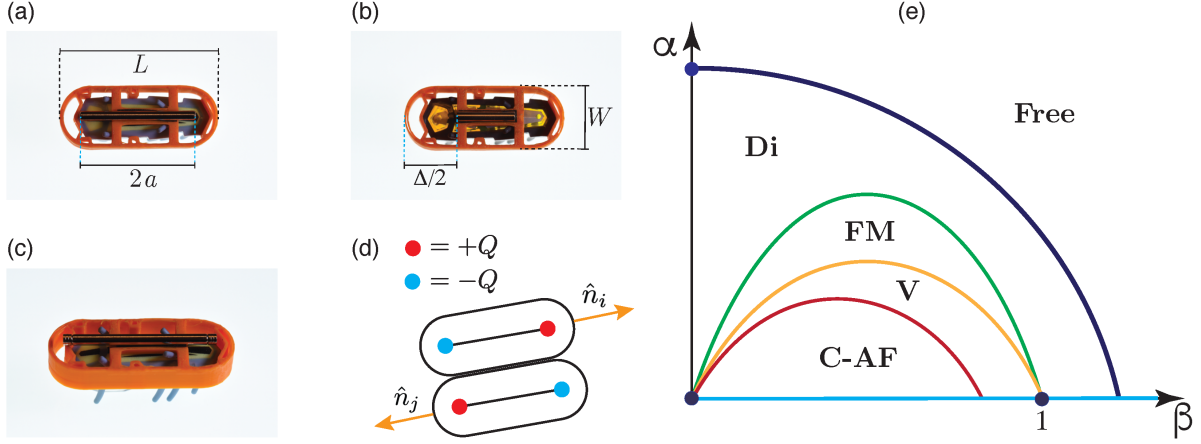 (a)
L
2a
(b)
W
Δ/2
(c)
(d)
= +Q
= −Q
n̂i
n̂j
(e)
α
Free
Di
FM
V
C-AF
1
β